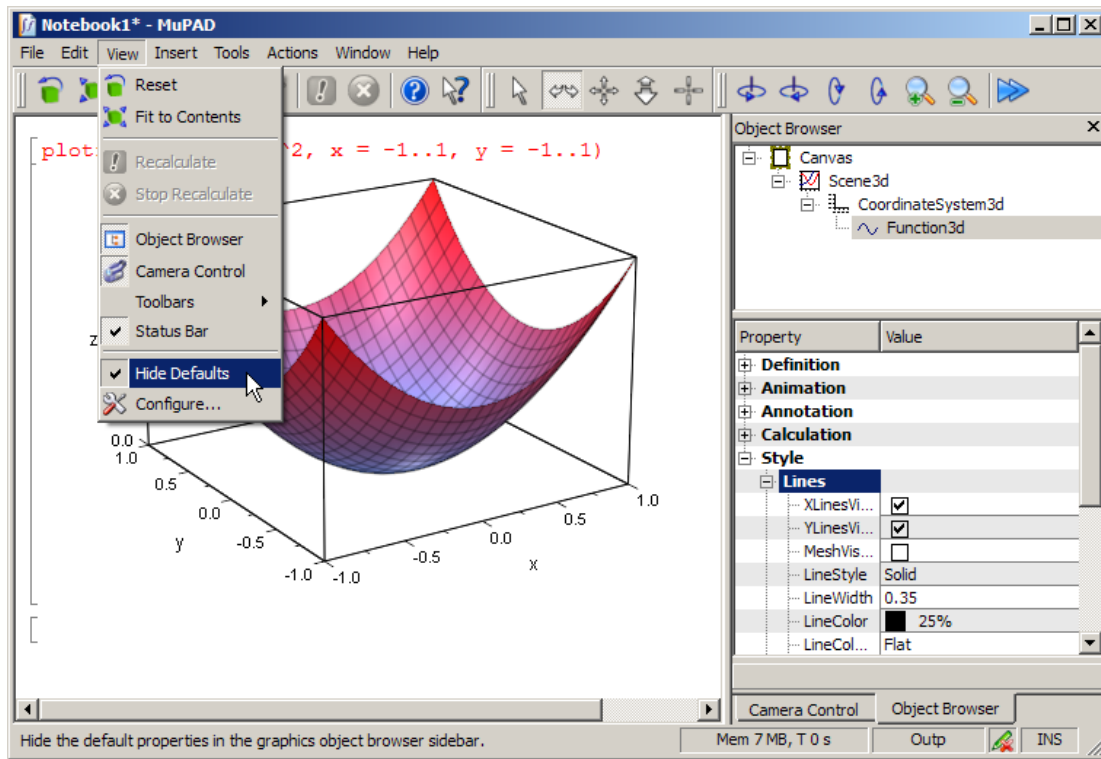 Notebook1* - MuPAD
File Edit View Insert Tools Actions Window Help
Reset
Fit to Contents
Recalculate
Stop Recalculate
Object Browser
Camera Control
Toolbars
Status Bar
Hide Defaults
Configure...
plot ^2, x = -1..1, y = -1..1)
z
0.0
1.0
0.5
0.0
y
-0.5
-1.0
-1.0
-0.5
0.0
x
0.5
1.0
Object Browser
Canvas
Scene3d
CoordinateSystem3d
Function3d
Property Value
Definition
Animation
Annotation
Calculation
Style
Lines
XLinesVi...
YLinesVi...
MeshVis...
LineStyle Solid
LineWidth 0.35
LineColor 25%
LineCol... Flat
Camera Control Object Browser
Hide the default properties in the graphics object browser sidebar. Mem 7 MB, T 0 s Outp INS